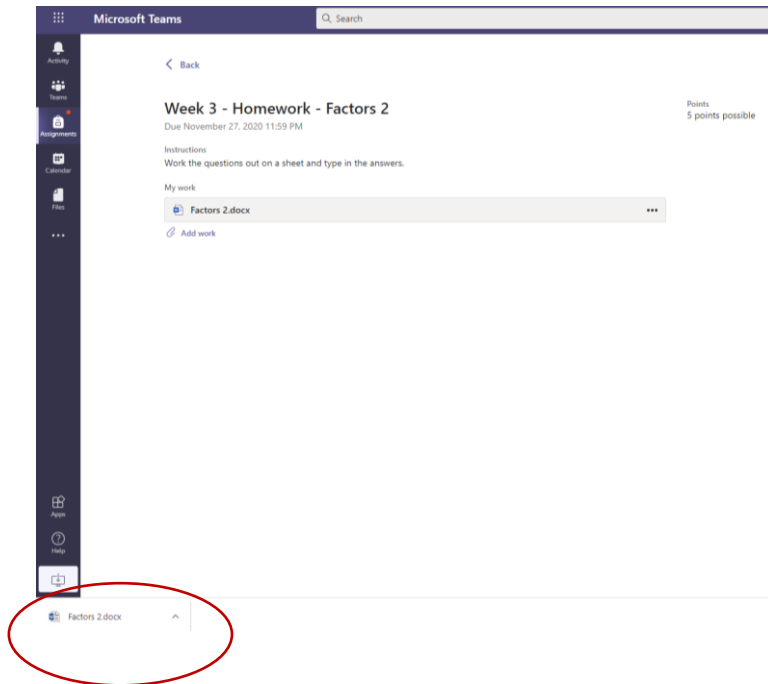 Microsoft Teams
Search
Activity
Teams
Assignments
Calendar
Files
Back
Week 3 - Homework - Factors 2
Due November 27, 2020 11:59 PM
Points
5 points possible
Instructions
Work the questions out on a sheet and type in the answers.
My work
Factors 2.docx
Add work
Apps
Help
Factors 2.docx